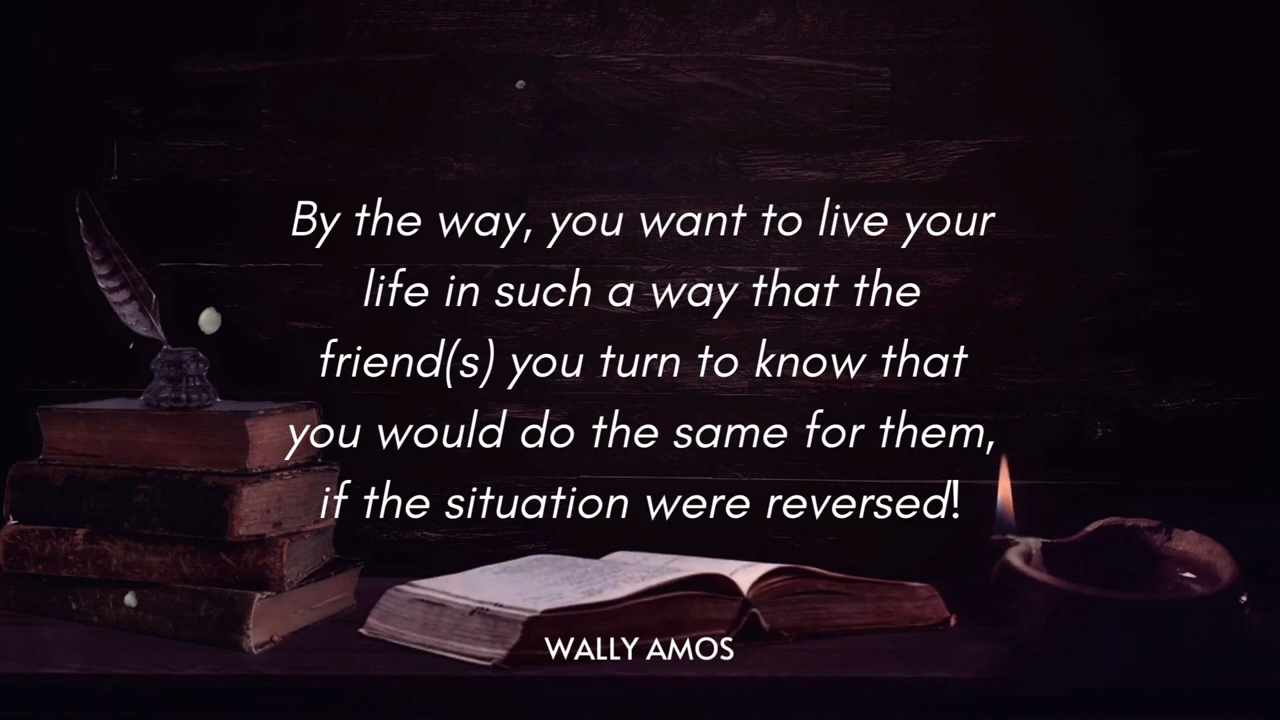 By the way, you want to live your
life in such a way that the
friend(s) you turn to know that
you would do the same for them,
if the situation were reversed!
WALLY AMOS